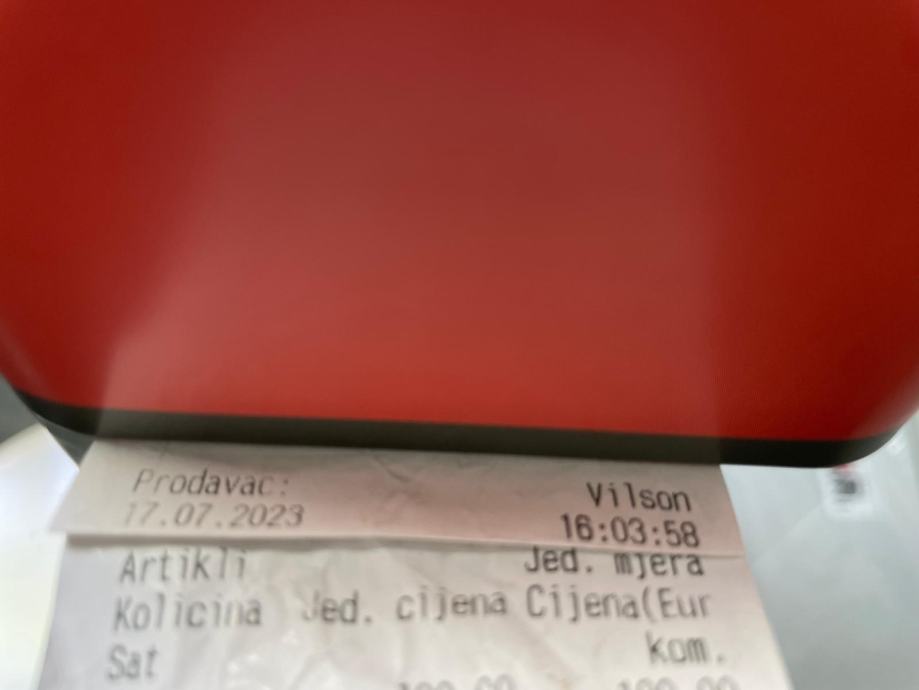 Prodavac: Vilson
17.07.2023 16:03:58
Artikli Jed. mjera
Kolicina Jed. cijena Cijena(Eur
Sat kom.